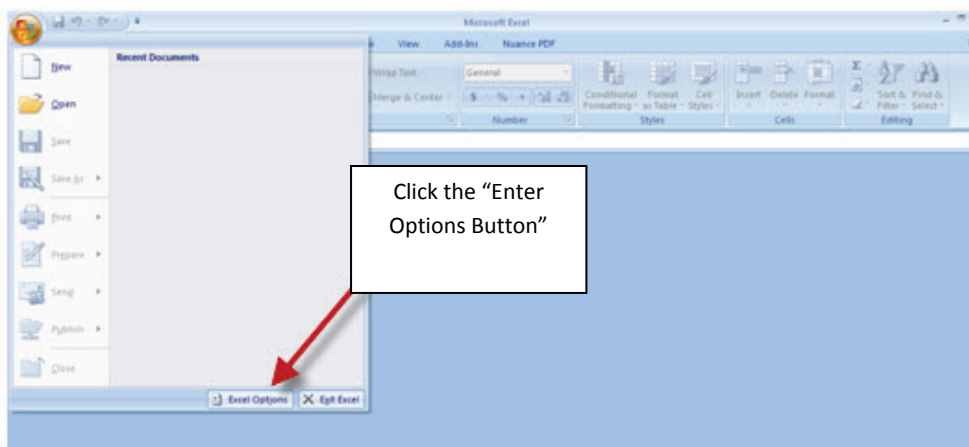 Microsoft Excel
View Add-Ins Nuance PDF
New
Recent Documents
Open
Save
Save As
Print
Prepare
Send
Publish
Close
Excel Options
Exit Excel
Wrap Text
Merge & Center
General
$ %
Number
Conditional Formatting
Format as Table
Cell Styles
Styles
Insert Delete Format
Cells
Σ
Sort & Filter
Find & Select
Editing
Click the “Enter
Options Button”